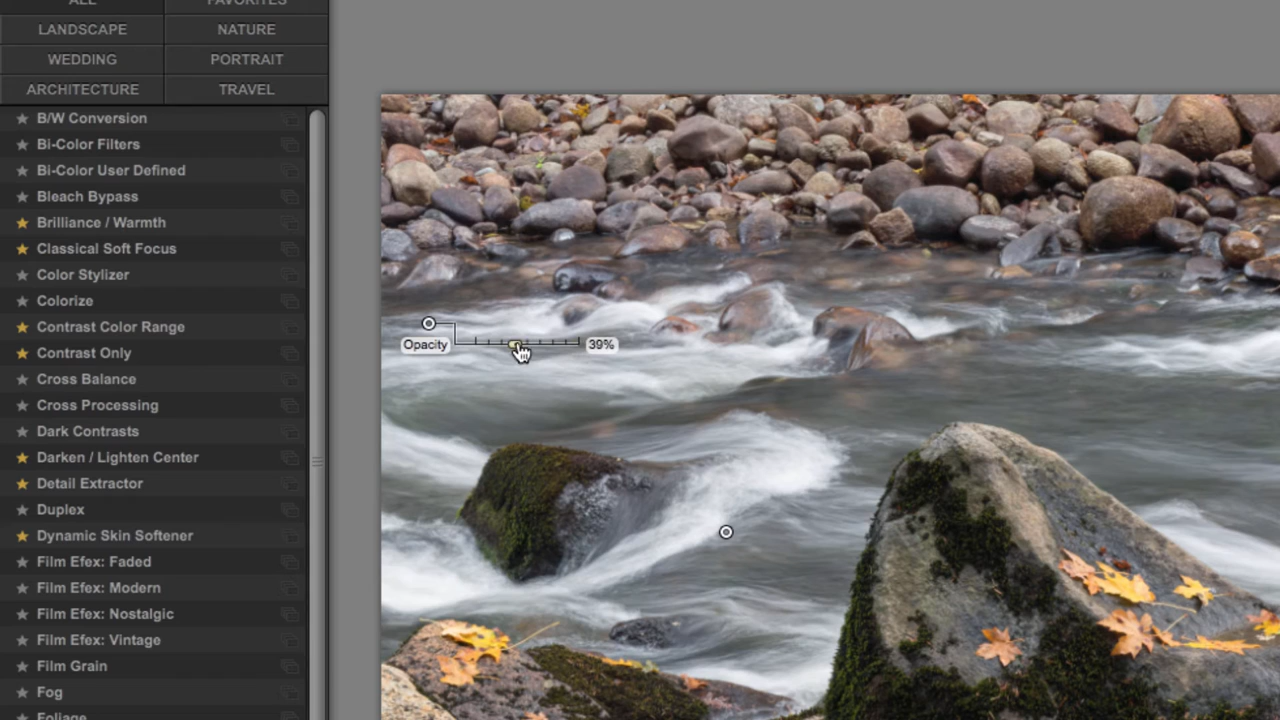 ALL
FAVORITES
LANDSCAPE
NATURE
WEDDING
PORTRAIT
ARCHITECTURE
TRAVEL
B/W Conversion
Bi-Color Filters
Bi-Color User Defined
Bleach Bypass
Brilliance / Warmth
Classical Soft Focus
Color Stylizer
Colorize
Contrast Color Range
Contrast Only
Cross Balance
Cross Processing
Dark Contrasts
Darken / Lighten Center
Detail Extractor
Duplex
Dynamic Skin Softener
Film Efex: Faded
Film Efex: Modern
Film Efex: Nostalgic
Film Efex: Vintage
Film Grain
Fog
Foliage
Opacity 39%